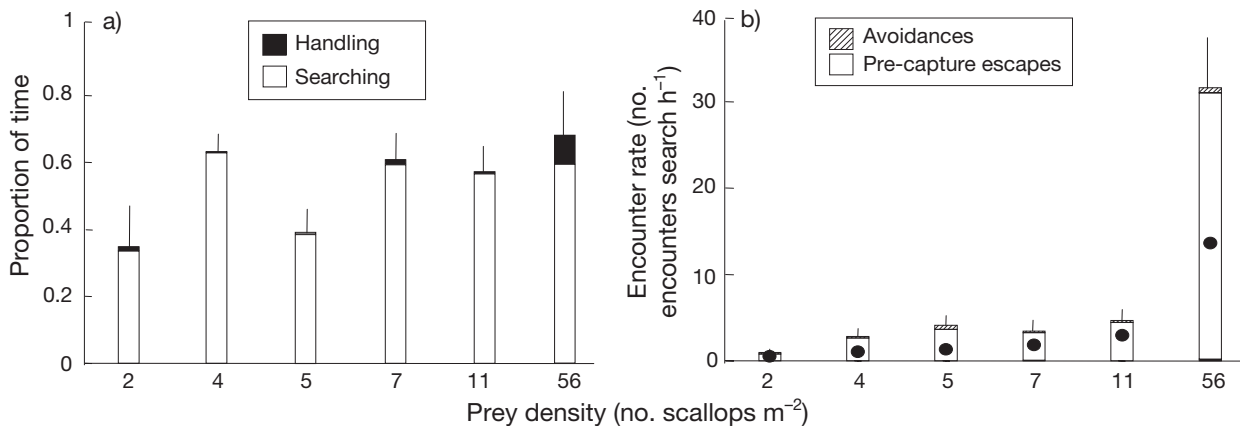 a)
1
0.8
0.6
0.4
0.2
0
Proportion of time
Handling
Searching
2 4 5 7 11 56
b)
40
30
20
10
0
Encounter rate (no.
encounters search h⁻¹)
Avoidances
Pre-capture escapes
2 4 5 7 11 56
Prey density (no. scallops m⁻²)